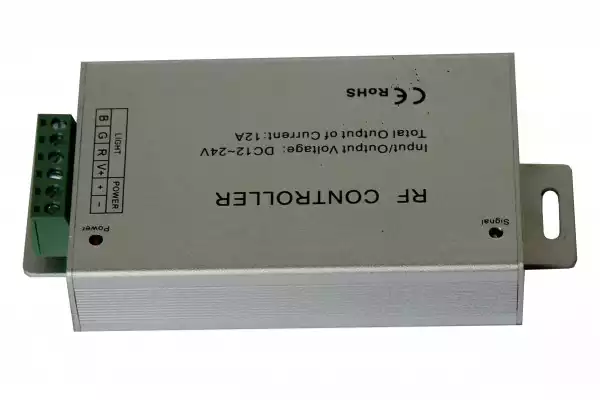 RF CONTROLLER
Input/Output Voltage: DC12~24V
Total Output of Current:12A
CE RoHS
Signal
Power
POWER
LIGHT
- + V+ R G B